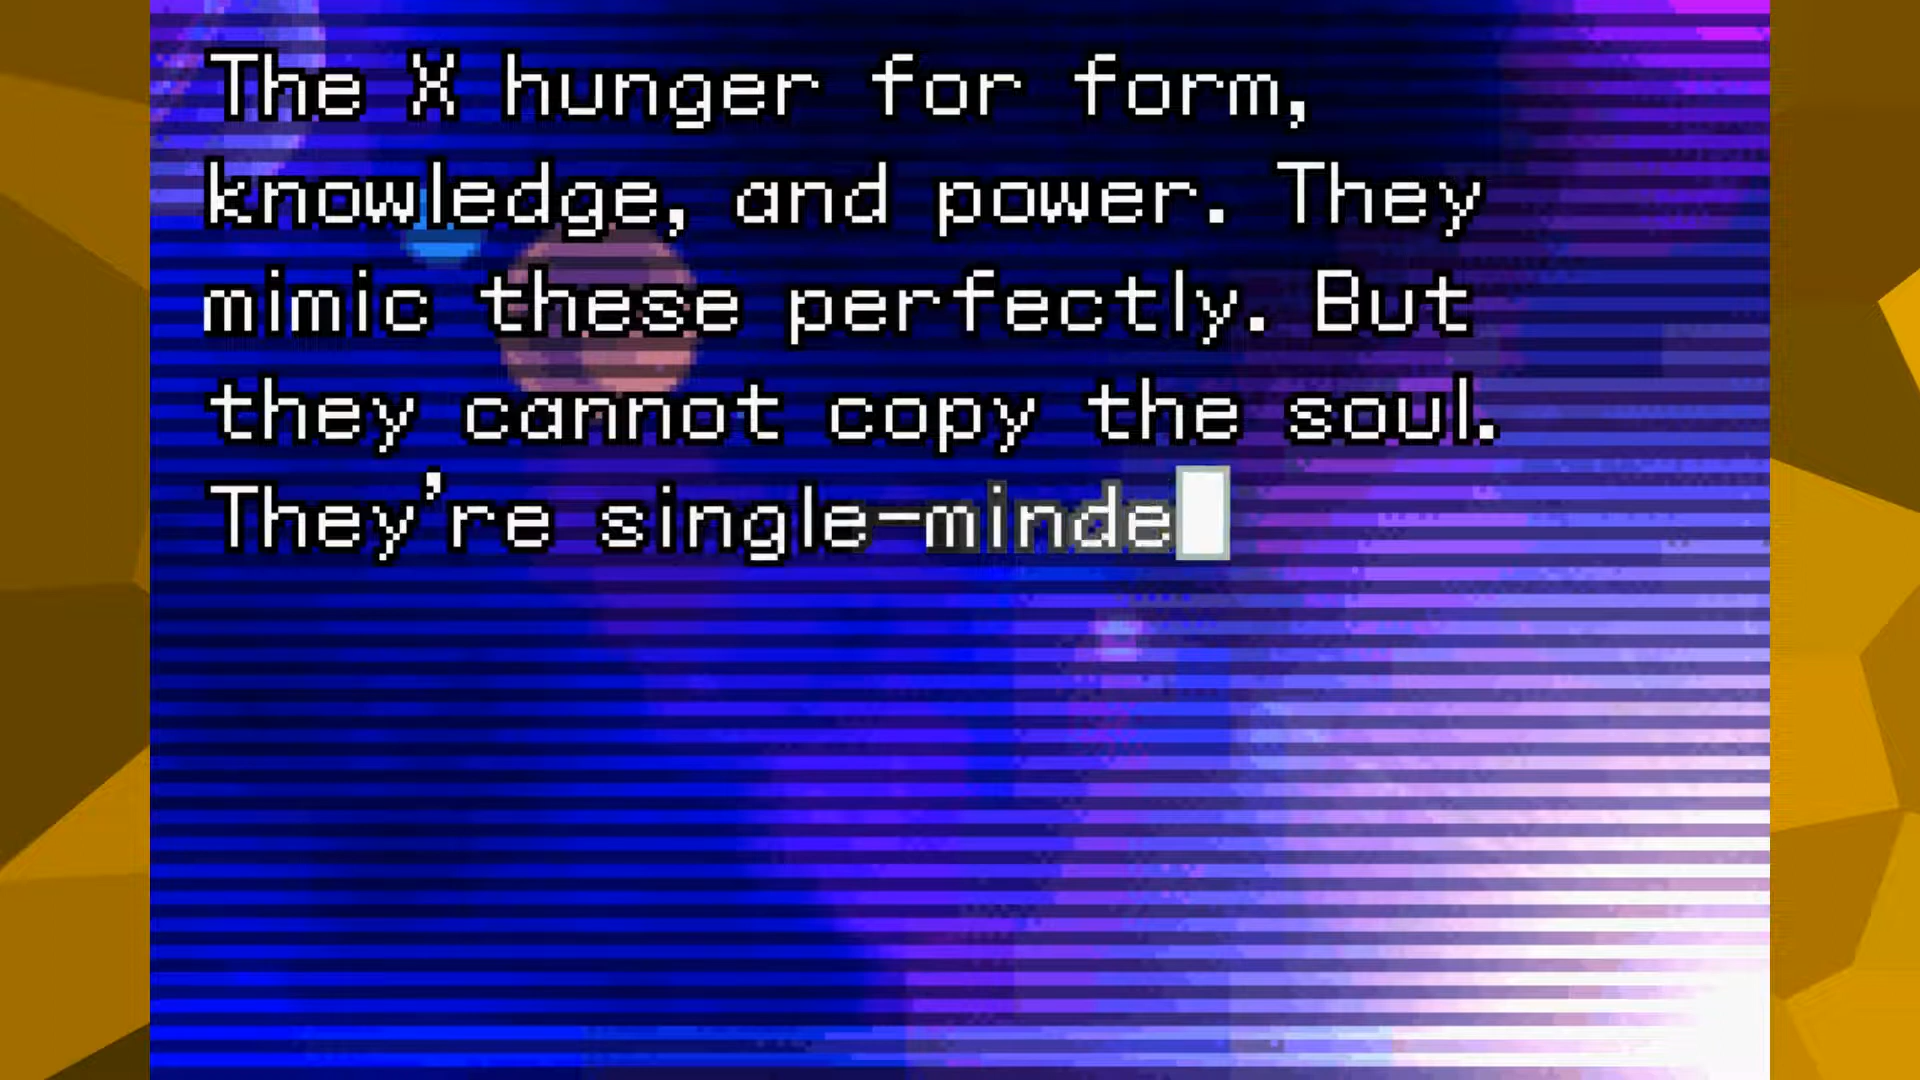 The X hunger for form,
knowledge, and power. They
mimic these perfectly. But
they cannot copy the soul.
They're single-minde